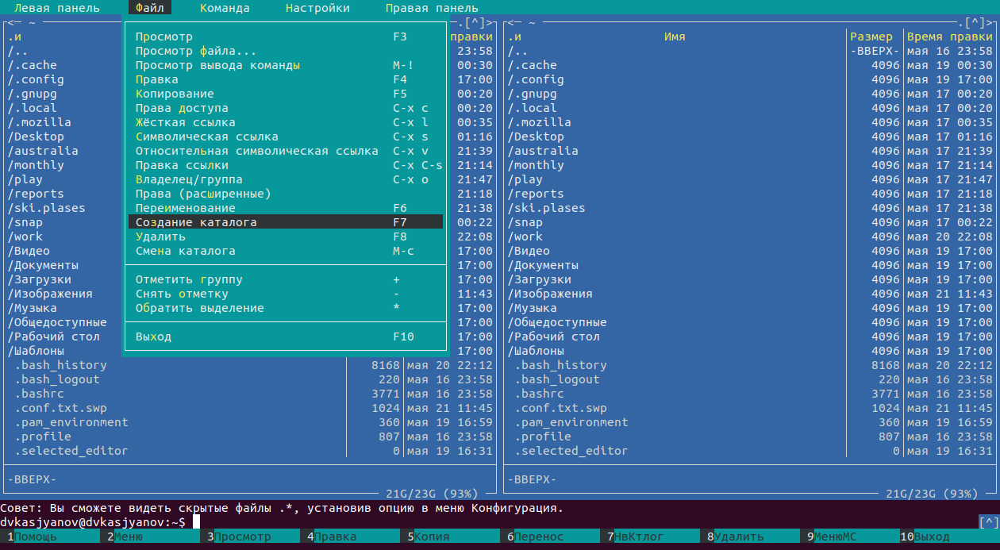 Левая панель Файл Команда Настройки Правая панель
<─ ~ .[^]> <─ ~ .[^]>
.и правки .и Имя Размер Время правки
/.. 23:58 /.. -ВВЕРХ- мая 16 23:58
/.cache 00:30 /.cache 4096 мая 19 00:30
/.config 17:00 /.config 4096 мая 19 17:00
/.gnupg 00:20 /.gnupg 4096 мая 17 00:20
/.local 00:20 /.local 4096 мая 17 00:20
/.mozilla 00:35 /.mozilla 4096 мая 17 00:35
/Desktop 01:16 /Desktop 4096 мая 17 01:16
/australia 21:39 /australia 4096 мая 17 21:39
/monthly 21:14 /monthly 4096 мая 17 21:14
/play 21:47 /play 4096 мая 17 21:47
/reports 21:18 /reports 4096 мая 17 21:18
/ski.plases 21:38 /ski.plases 4096 мая 17 21:38
/snap 00:22 /snap 4096 мая 17 00:22
/work 22:08 /work 4096 мая 20 22:08
/Видео 17:00 /Видео 4096 мая 19 17:00
/Документы 17:00 /Документы 4096 мая 19 17:00
/Загрузки 17:00 /Загрузки 4096 мая 19 17:00
/Изображения 11:43 /Изображения 4096 мая 21 11:43
/Музыка 17:00 /Музыка 4096 мая 19 17:00
/Общедоступные 17:00 /Общедоступные 4096 мая 19 17:00
/Рабочий стол 17:00 /Рабочий стол 4096 мая 19 17:00
/Шаблоны 17:00 /Шаблоны 4096 мая 19 17:00
Просмотр F3
Просмотр файла...
Просмотр вывода команды M-!
Правка F4
Копирование F5
Права доступа C-x c
Жёсткая ссылка C-x l
Символическая ссылка C-x s
Относительная символическая ссылка C-x v
Правка ссылки C-x C-s
Владелец/группа C-x o
Права (расширенные)
Переименование F6
Создание каталога F7
Удалить F8
Смена каталога M-c
Отметить группу +
Снять отметку -
Обратить выделение *
Выход F10
.bash_history 8168 мая 20 22:12 .bash_history 8168 мая 20 22:12
.bash_logout 220 мая 16 23:58 .bash_logout 220 мая 16 23:58
.bashrc 3771 мая 16 23:58 .bashrc 3771 мая 16 23:58
.conf.txt.swp 1024 мая 21 11:45 .conf.txt.swp 1024 мая 21 11:45
.pam_environment 360 мая 19 16:59 .pam_environment 360 мая 19 16:59
.profile 807 мая 16 23:58 .profile 807 мая 16 23:58
.selected_editor 0 мая 19 16:31 .selected_editor 0 мая 19 16:31
-ВВЕРХ- -ВВЕРХ-
21G/23G (93%) 21G/23G (93%)
Совет: Вы сможете видеть скрытые файлы .*, установив опцию в меню Конфигурация.
dvkasjyanov@dvkasjyanov:~$ [^]
1Помощь 2Меню 3Просмотр 4Правка 5Копия 6Перенос 7НвКтлог 8Удалить 9МенюМС 10Выход